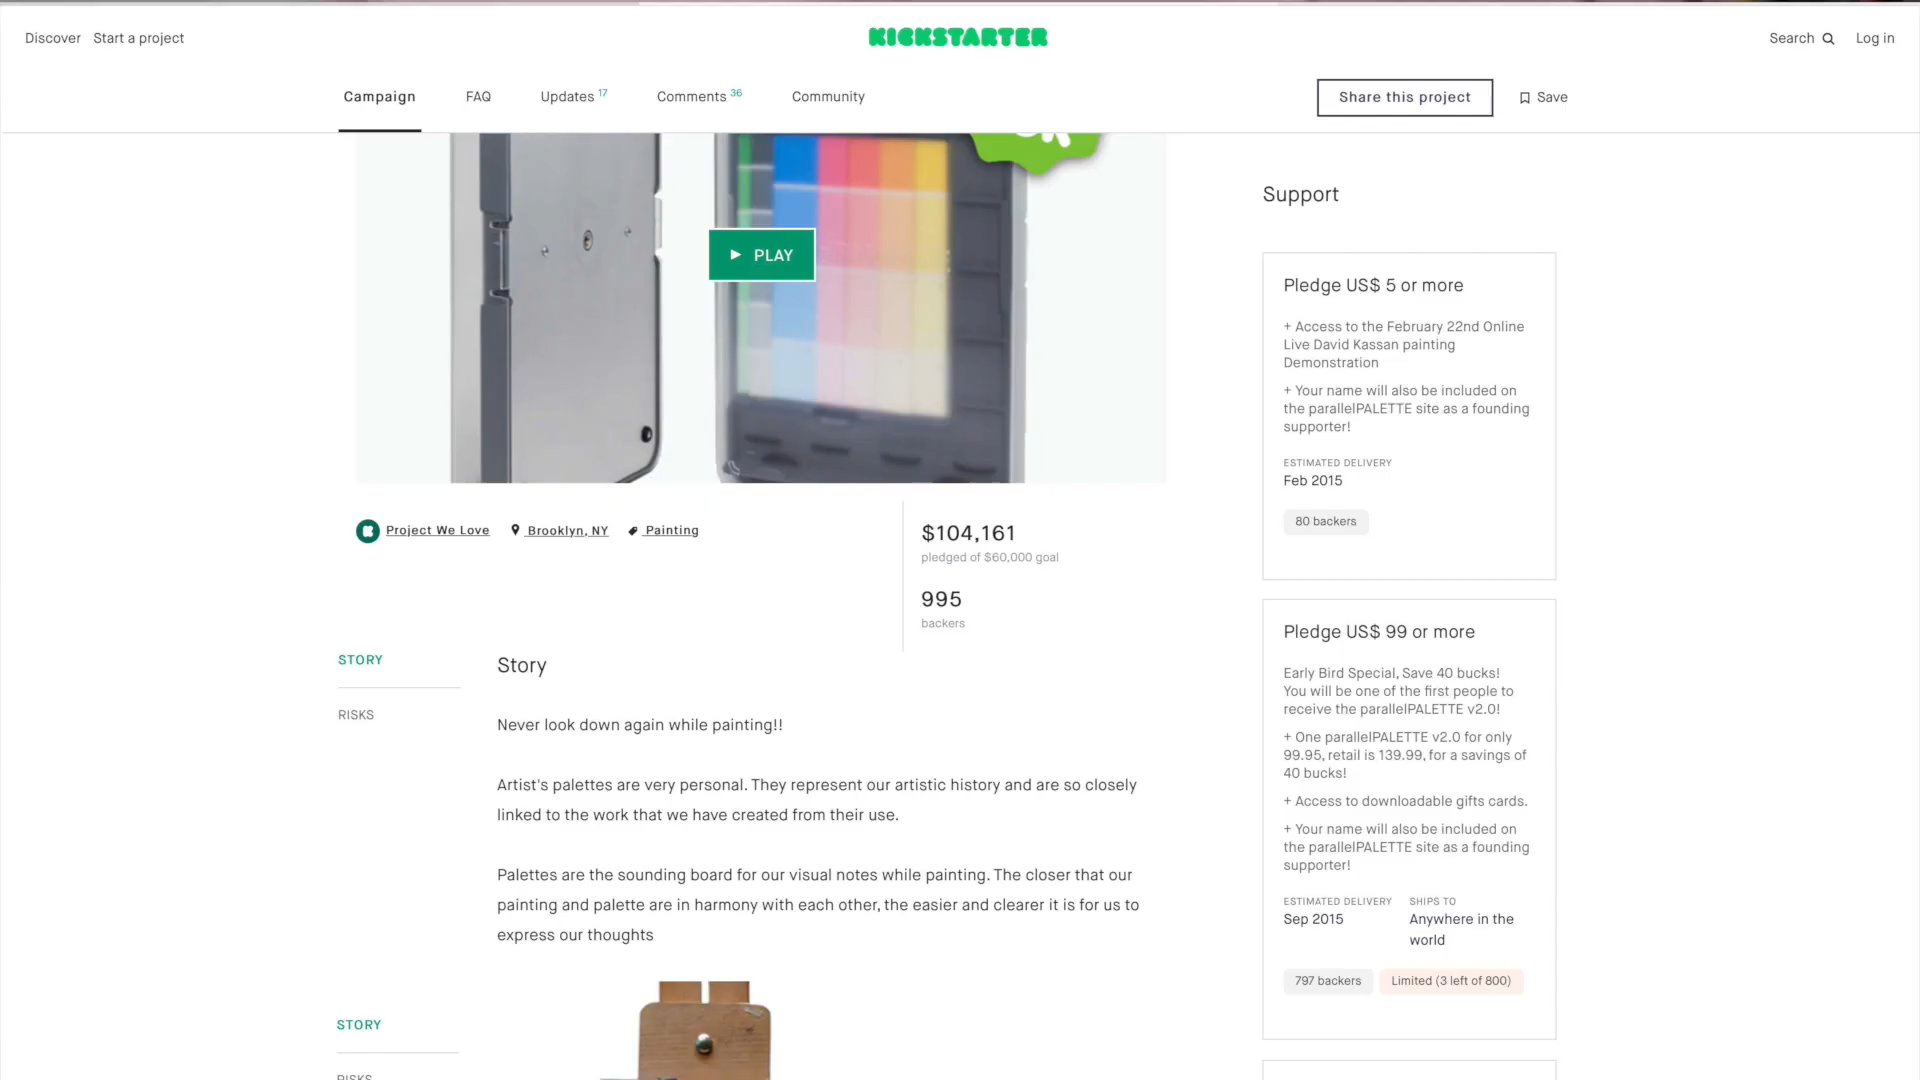 Discover Start a project
KICKSTARTER
Search Log in
Campaign FAQ Updates 17 Comments 36 Community
Share this project Save
PLAY
Project We Love Brooklyn, NY Painting
$104,161
pledged of $60,000 goal
995
backers
STORY
RISKS
Story
Never look down again while painting!!
Artist's palettes are very personal. They represent our artistic history and are so closely
linked to the work that we have created from their use.
Palettes are the sounding board for our visual notes while painting. The closer that our
painting and palette are in harmony with each other, the easier and clearer it is for us to
express our thoughts
STORY
RISKS
Support
Pledge US$ 5 or more
+ Access to the February 22nd Online
Live David Kassan painting
Demonstration
+ Your name will also be included on
the parallelPALETTE site as a founding
supporter!
ESTIMATED DELIVERY
Feb 2015
80 backers
Pledge US$ 99 or more
Early Bird Special, Save 40 bucks!
You will be one of the first people to
receive the parallelPALETTE v2.0!
+ One parallelPALETTE v2.0 for only
99.95, retail is 139.99, for a savings of
40 bucks!
+ Access to downloadable gifts cards.
+ Your name will also be included on
the parallelPALETTE site as a founding
supporter!
ESTIMATED DELIVERY SHIPS TO
Sep 2015 Anywhere in the
world
797 backers Limited (3 left of 800)